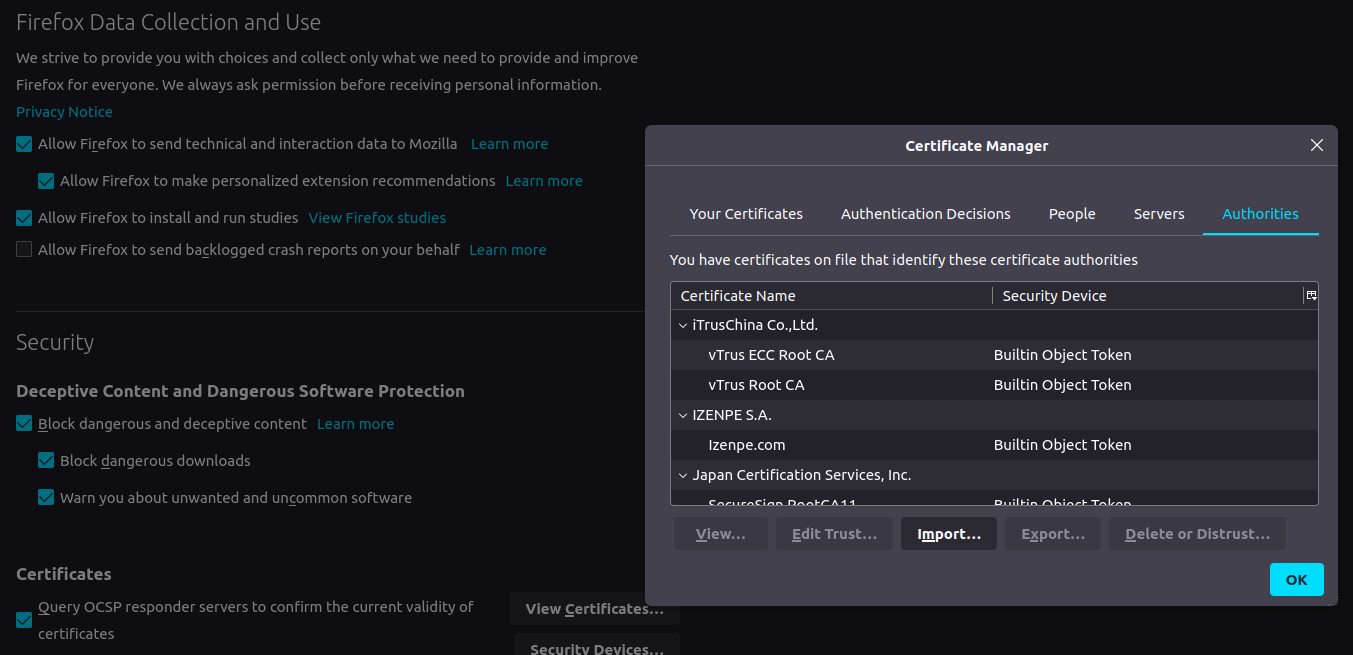 Firefox Data Collection and Use
We strive to provide you with choices and collect only what we need to provide and improve
Firefox for everyone. We always ask permission before receiving personal information.
Privacy Notice
Allow Firefox to send technical and interaction data to Mozilla Learn more
Allow Firefox to make personalized extension recommendations Learn more
Allow Firefox to install and run studies View Firefox studies
Allow Firefox to send backlogged crash reports on your behalf Learn more
Security
Deceptive Content and Dangerous Software Protection
Block dangerous and deceptive content Learn more
Block dangerous downloads
Warn you about unwanted and uncommon software
Certificates
Query OCSP responder servers to confirm the current validity of
certificates
View Certificates...
Security Devices...
Certificate Manager
Your Certificates Authentication Decisions People Servers Authorities
You have certificates on file that identify these certificate authorities
Certificate Name Security Device
iTrusChina Co.,Ltd.
vTrus ECC Root CA Builtin Object Token
vTrus Root CA Builtin Object Token
IZENPE S.A.
Izenpe.com Builtin Object Token
Japan Certification Services, Inc.
SecureSign RootCA11 Builtin Object Token
View... Edit Trust... Import... Export... Delete or Distrust...
OK